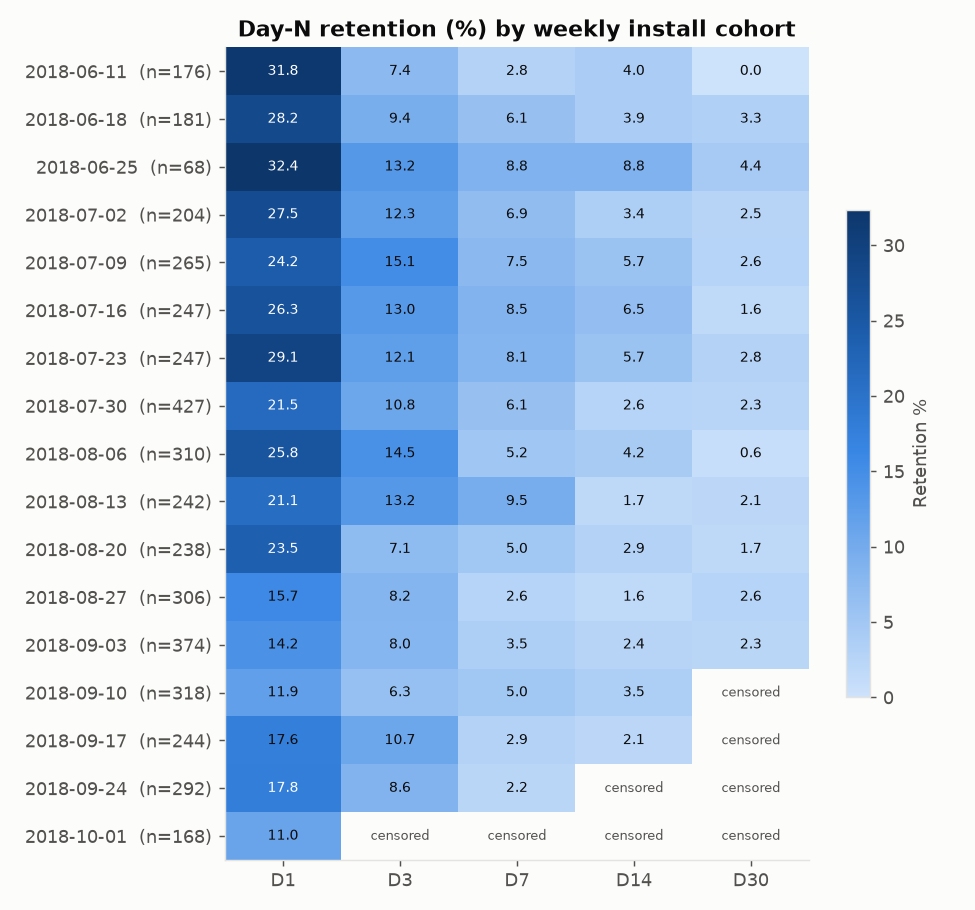 Day-N retention (%) by weekly install cohort
2018-06-11 (n=176) 31.8 7.4 2.8 4.0 0.0
2018-06-18 (n=181) 28.2 9.4 6.1 3.9 3.3
2018-06-25 (n=68) 32.4 13.2 8.8 8.8 4.4
2018-07-02 (n=204) 27.5 12.3 6.9 3.4 2.5
2018-07-09 (n=265) 24.2 15.1 7.5 5.7 2.6
2018-07-16 (n=247) 26.3 13.0 8.5 6.5 1.6
2018-07-23 (n=247) 29.1 12.1 8.1 5.7 2.8
2018-07-30 (n=427) 21.5 10.8 6.1 2.6 2.3
2018-08-06 (n=310) 25.8 14.5 5.2 4.2 0.6
2018-08-13 (n=242) 21.1 13.2 9.5 1.7 2.1
2018-08-20 (n=238) 23.5 7.1 5.0 2.9 1.7
2018-08-27 (n=306) 15.7 8.2 2.6 1.6 2.6
2018-09-03 (n=374) 14.2 8.0 3.5 2.4 2.3
2018-09-10 (n=318) 11.9 6.3 5.0 3.5 censored
2018-09-17 (n=244) 17.6 10.7 2.9 2.1 censored
2018-09-24 (n=292) 17.8 8.6 2.2 censored censored
2018-10-01 (n=168) 11.0 censored censored censored censored
D1 D3 D7 D14 D30
30
25
20
15
10
5
0
Retention %